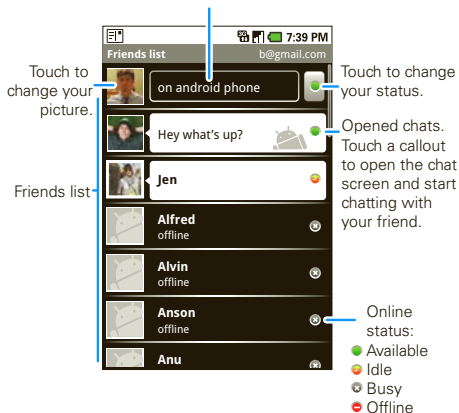 7:39 PM
Friends list
b@gmail.com
Touch to
change your
picture.
on android phone
Touch to change
your status.
Hey what's up?
Opened chats.
Touch a callout
to open the chat
screen and start
chatting with
your friend.
Friends list
Jen
Alfred
offline
Alvin
offline
Anson
offline
Anu
Online
status:
Available
Idle
Busy
Offline